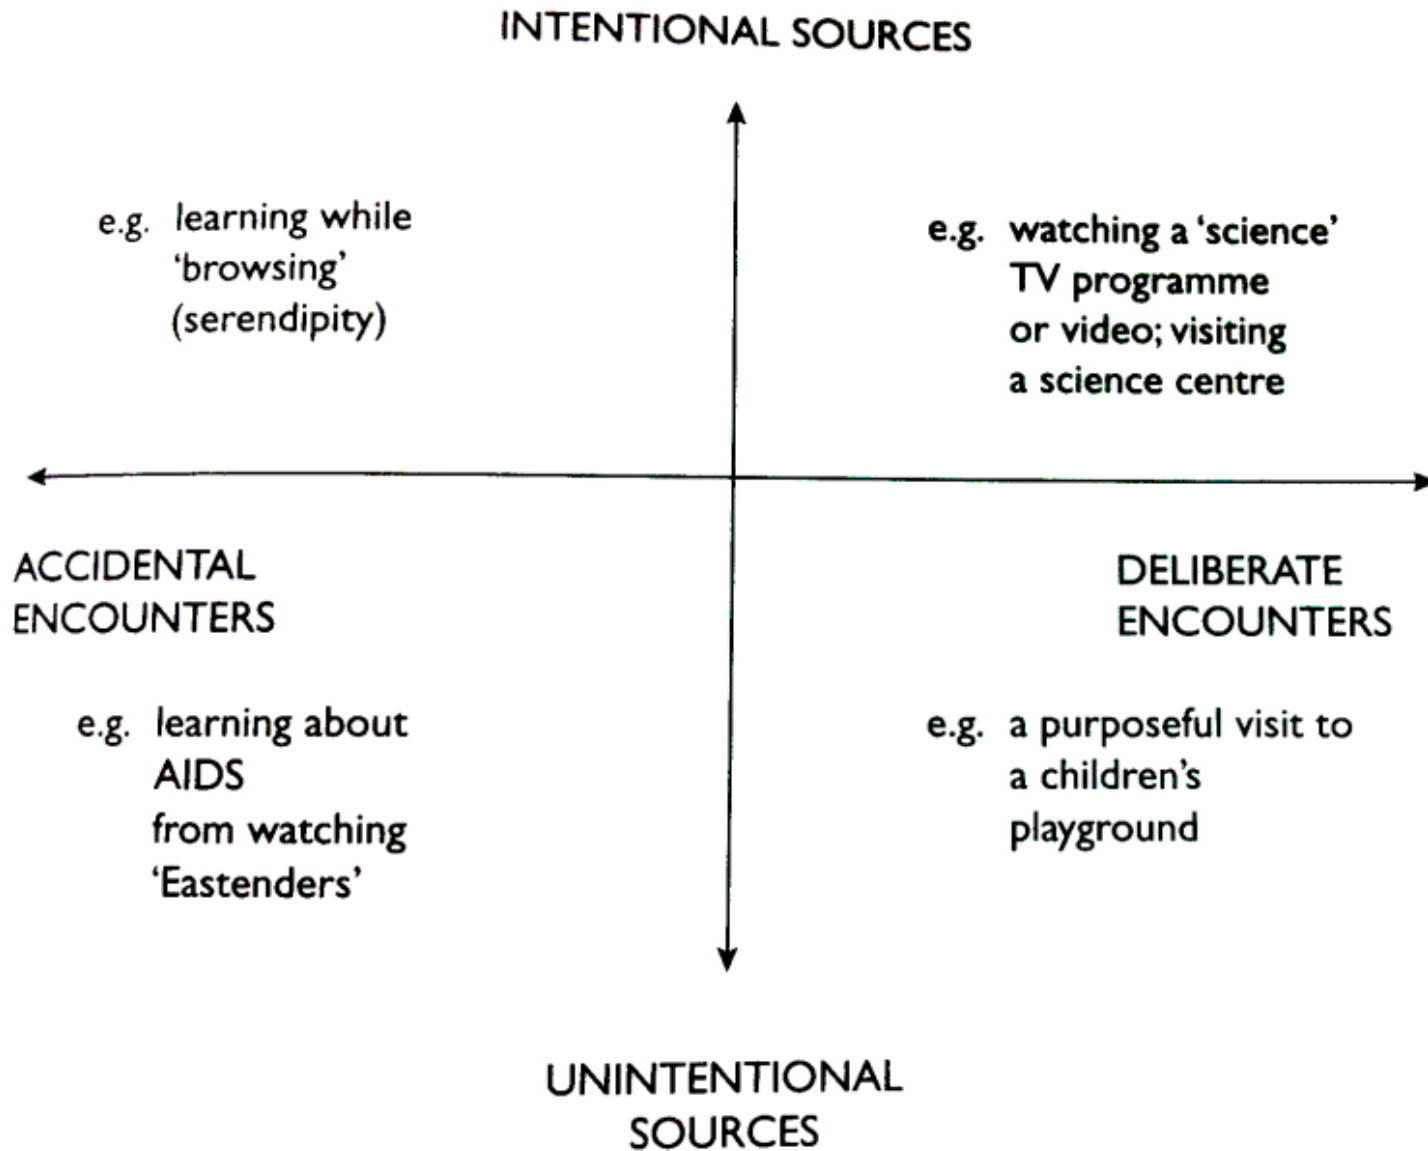 INTENTIONAL SOURCES
e.g. learning while
'browsing'
(serendipity)
e.g. watching a 'science'
TV programme
or video; visiting
a science centre
ACCIDENTAL
ENCOUNTERS
DELIBERATE
ENCOUNTERS
e.g. learning about
AIDS
from watching
'Eastenders'
e.g. a purposeful visit to
a children's
playground
UNINTENTIONAL
SOURCES